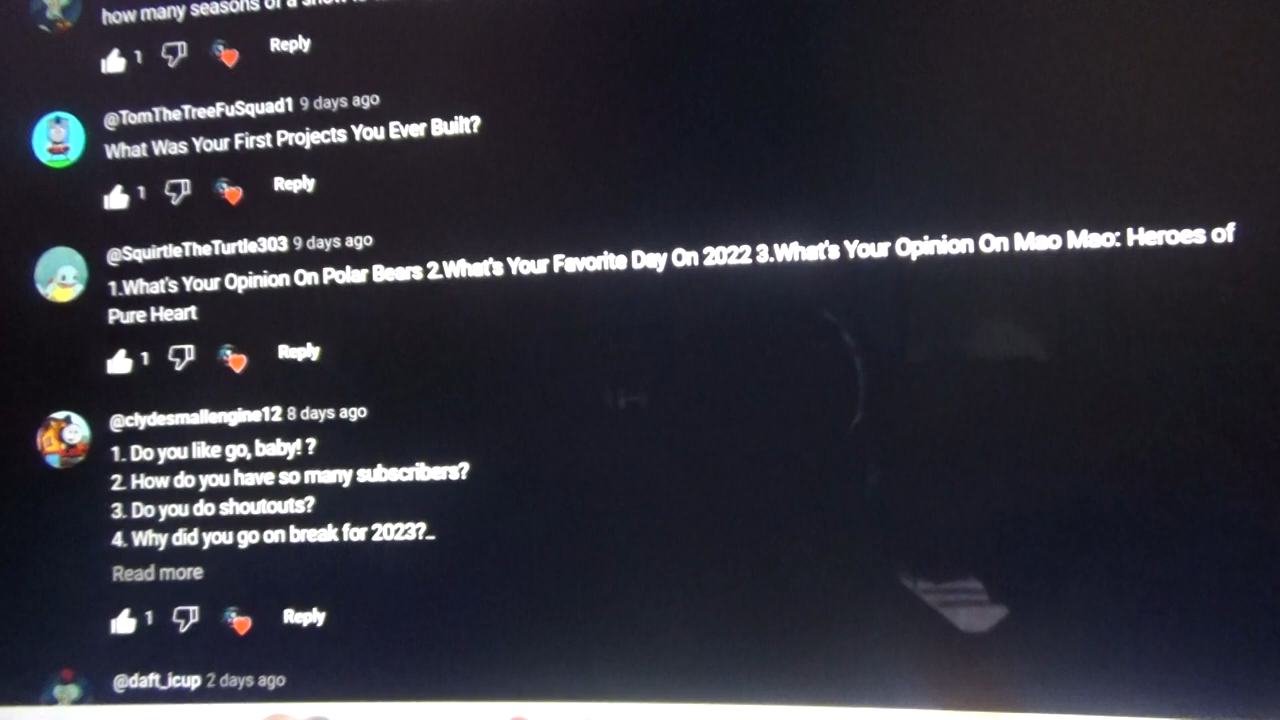 how many seasons of a show
1 Reply
@TomTheTreeFuSquad1 9 days ago
What Was Your First Projects You Ever Built?
1 Reply
@SquirtleTheTurtle303 9 days ago
1.What's Your Opinion On Polar Bears 2.What's Your Favorite Day On 2022 3.What's Your Opinion On Mao Mao: Heroes of
Pure Heart
1 Reply
@clydesmallengine12 8 days ago
1. Do you like go, baby! ?
2. How do you have so many subscribers?
3. Do you do shoutouts?
4. Why did you go on break for 2023?...
Read more
1 Reply
@daft_icup 2 days ago